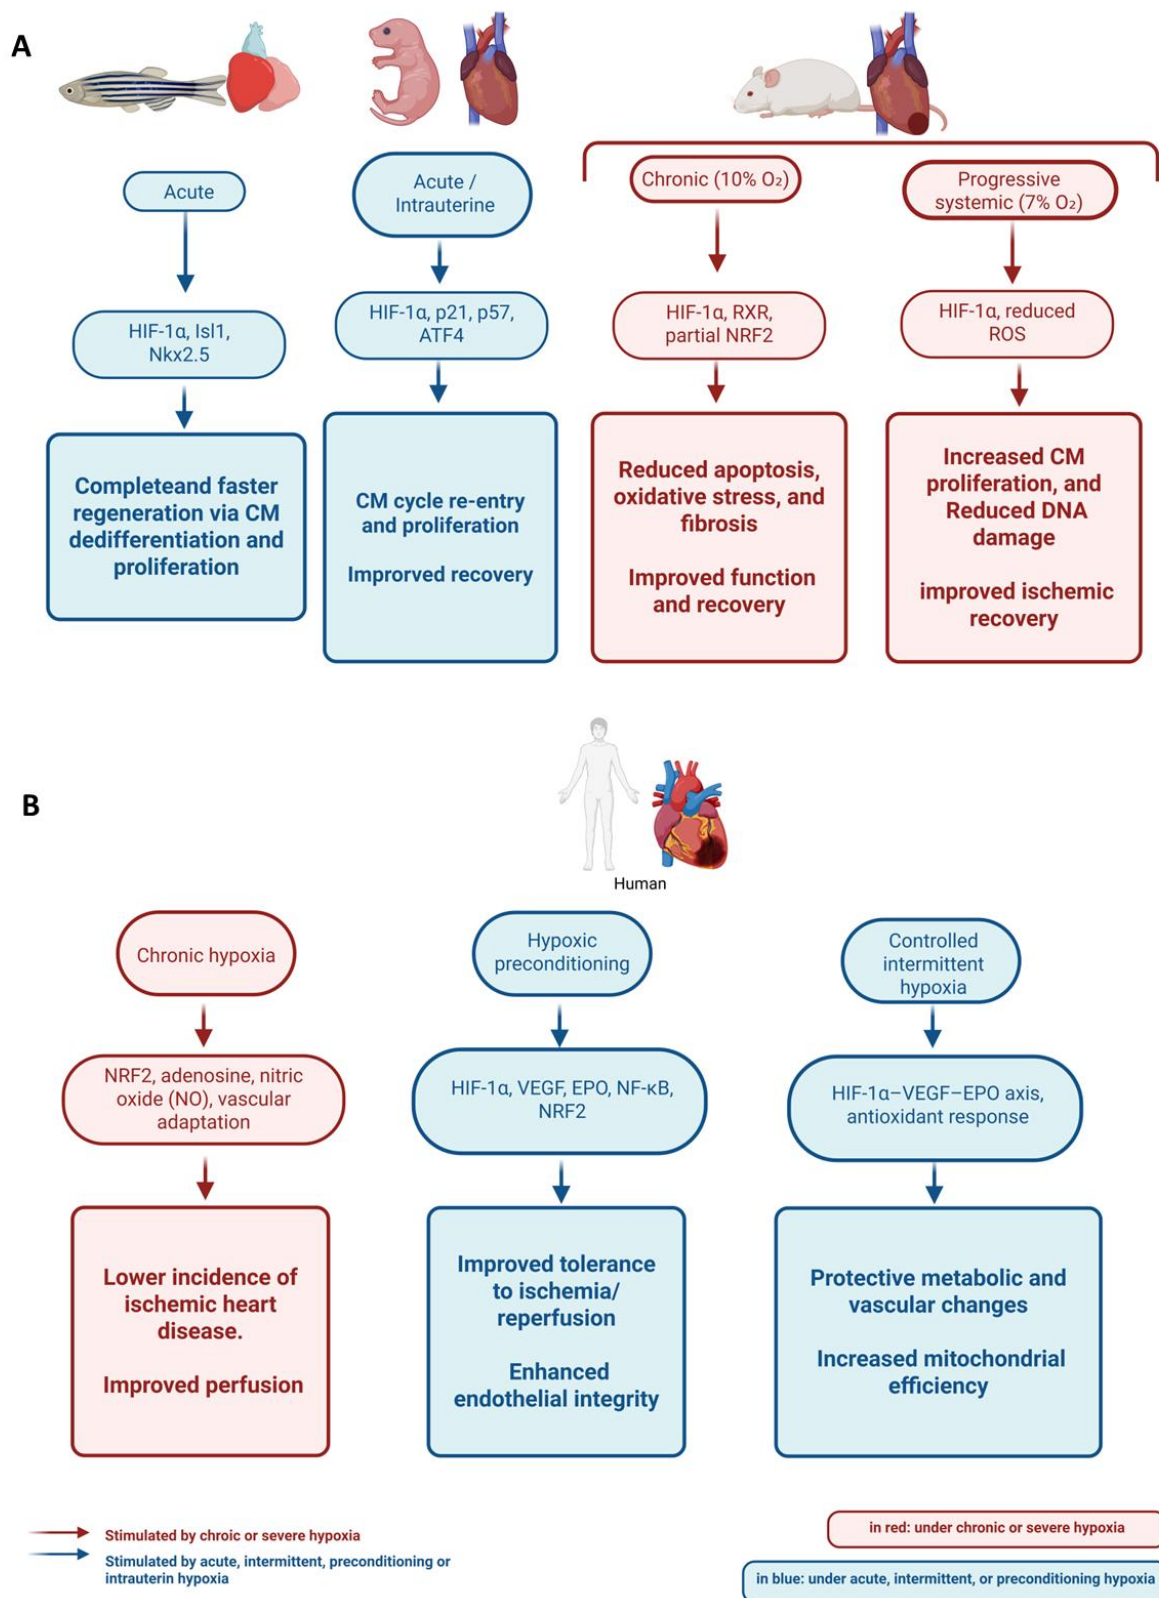 A
Acute
HIF-1α, Isl1,
Nkx2.5
Completeand faster
regeneration via CM
dedifferentiation and
proliferation
Acute /
Intrauterine
HIF-1α, p21, p57,
ATF4
CM cycle re-entry
and proliferation
Improrved recovery
Chronic (10% O₂)
HIF-1α, RXR,
partial NRF2
Reduced apoptosis,
oxidative stress, and
fibrosis
Improved function
and recovery
Progressive
systemic (7% O₂)
HIF-1α, reduced
ROS
Increased CM
proliferation, and
Reduced DNA
damage
improved ischemic
recovery
B
Human
Chronic hypoxia
NRF2, adenosine, nitric
oxide (NO), vascular
adaptation
Lower incidence of
ischemic heart
disease.
Improved perfusion
Hypoxic
preconditioning
HIF-1α, VEGF, EPO, NF-κB,
NRF2
Improved tolerance
to ischemia/
reperfusion
Enhanced
endothelial integrity
Controlled
intermittent
hypoxia
HIF-1α–VEGF–EPO axis,
antioxidant response
Protective metabolic and
vascular changes
Increased mitochondrial
efficiency
Stimulated by chroic or severe hypoxia
Stimulated by acute, intermittent, preconditioning or
intrauterin hypoxia
in red: under chronic or severe hypoxia
in blue: under acute, intermittent, or preconditioning hypoxia